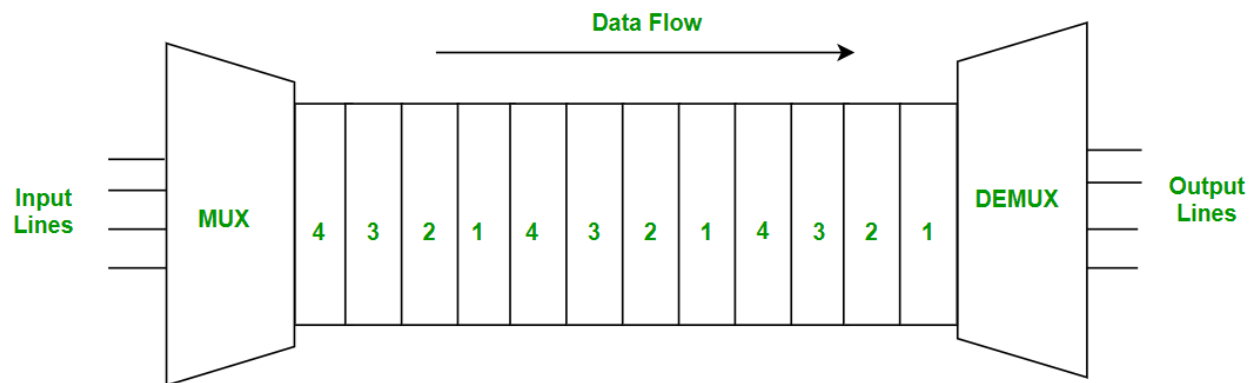 Data Flow
Input
Lines
MUX
4 3 2 1 4 3 2 1 4 3 2 1
DEMUX
Output
Lines